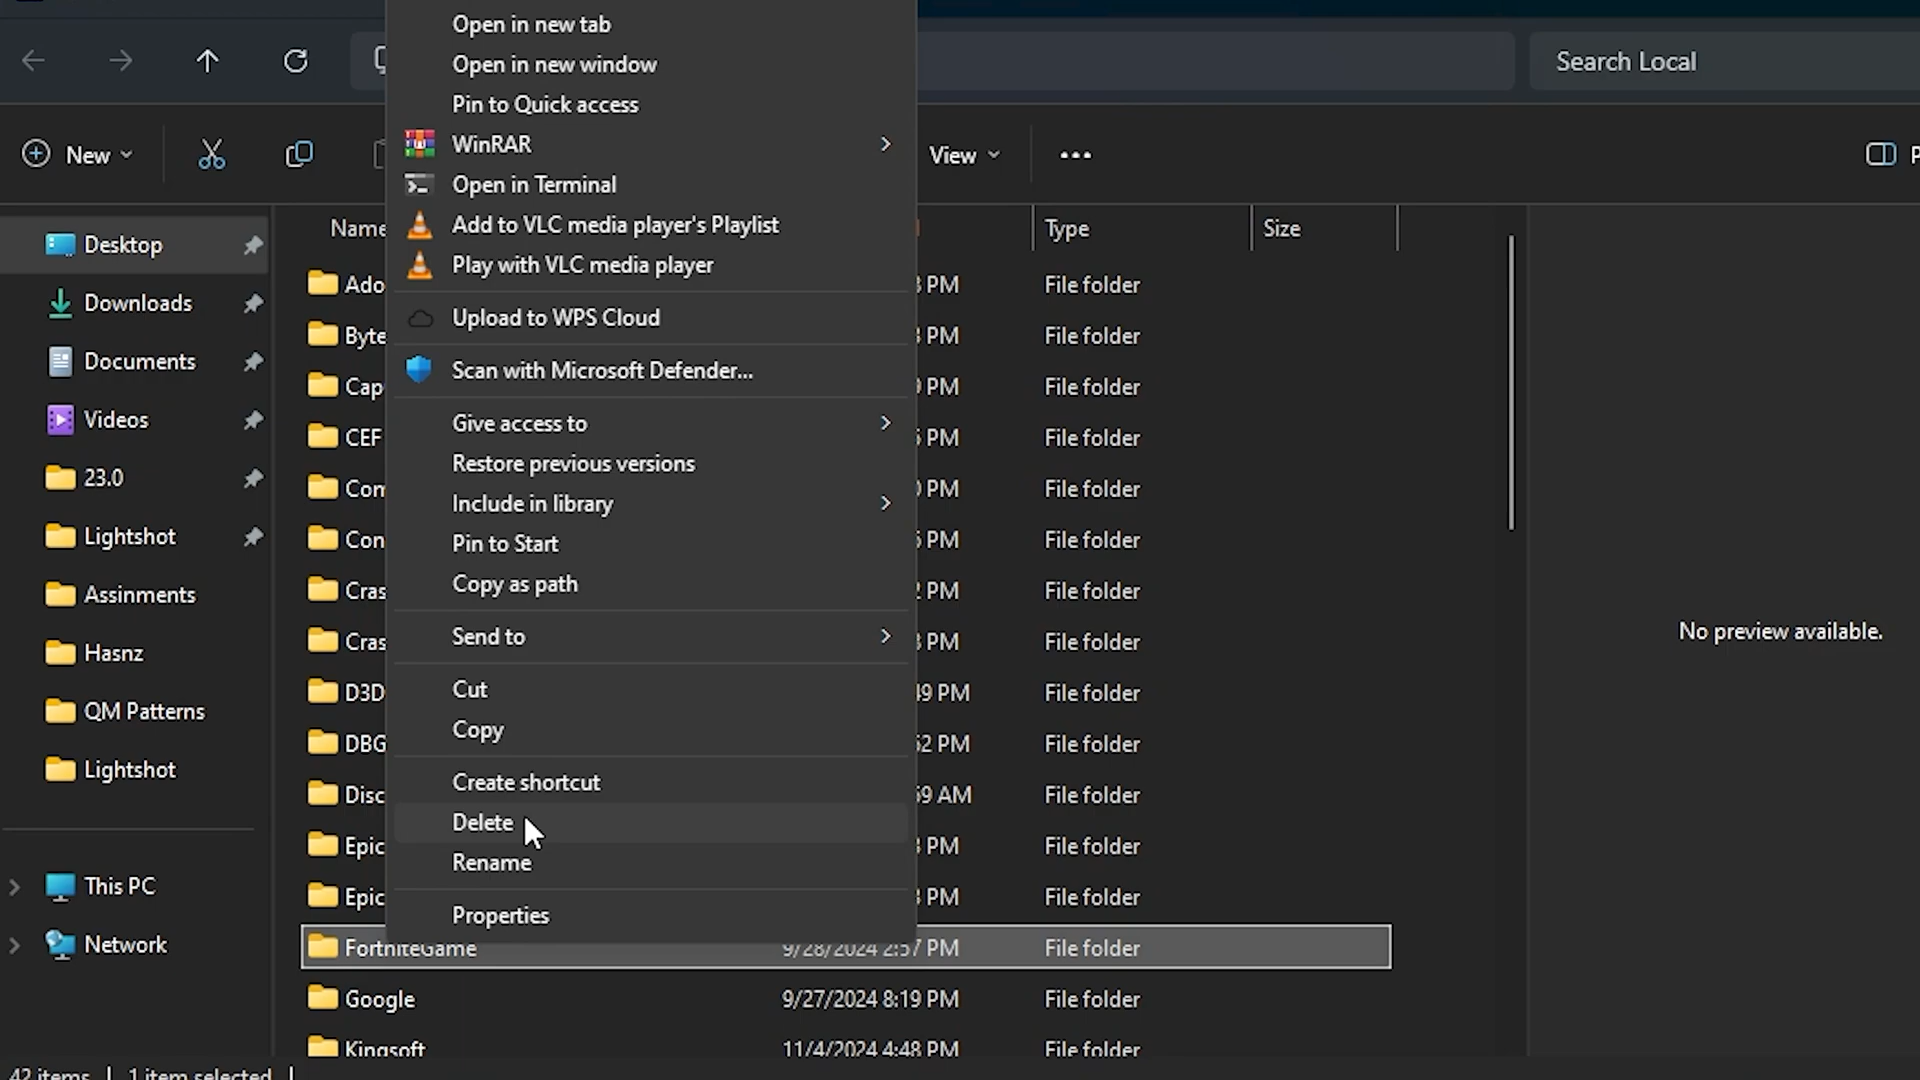 Open in new tab
Open in new window
Pin to Quick access
Search Local
New
WinRAR
View
Open in Terminal
Add to VLC media player's Playlist
Play with VLC media player
Upload to WPS Cloud
Scan with Microsoft Defender...
Give access to
Restore previous versions
Include in library
Pin to Start
Copy as path
Send to
Cut
Copy
Create shortcut
Delete
Rename
Properties
Desktop
Downloads
Documents
Videos
23.0
Lightshot
Assinments
Hasnz
QM Patterns
Lightshot
This PC
Network
Name Type Size
Ado PM File folder
Byte PM File folder
Cap PM File folder
CEF PM File folder
Con PM File folder
Con PM File folder
Cras PM File folder
Cras PM File folder
D3D 49 PM File folder
DBG 52 PM File folder
Disc 59 AM File folder
Epic PM File folder
Epic PM File folder
FortniteGame 9/28/2024 2:57 PM File folder
Google 9/27/2024 8:19 PM File folder
Kingsoft 11/4/2024 4:48 PM File folder
No preview available.
42 items 1 item selected